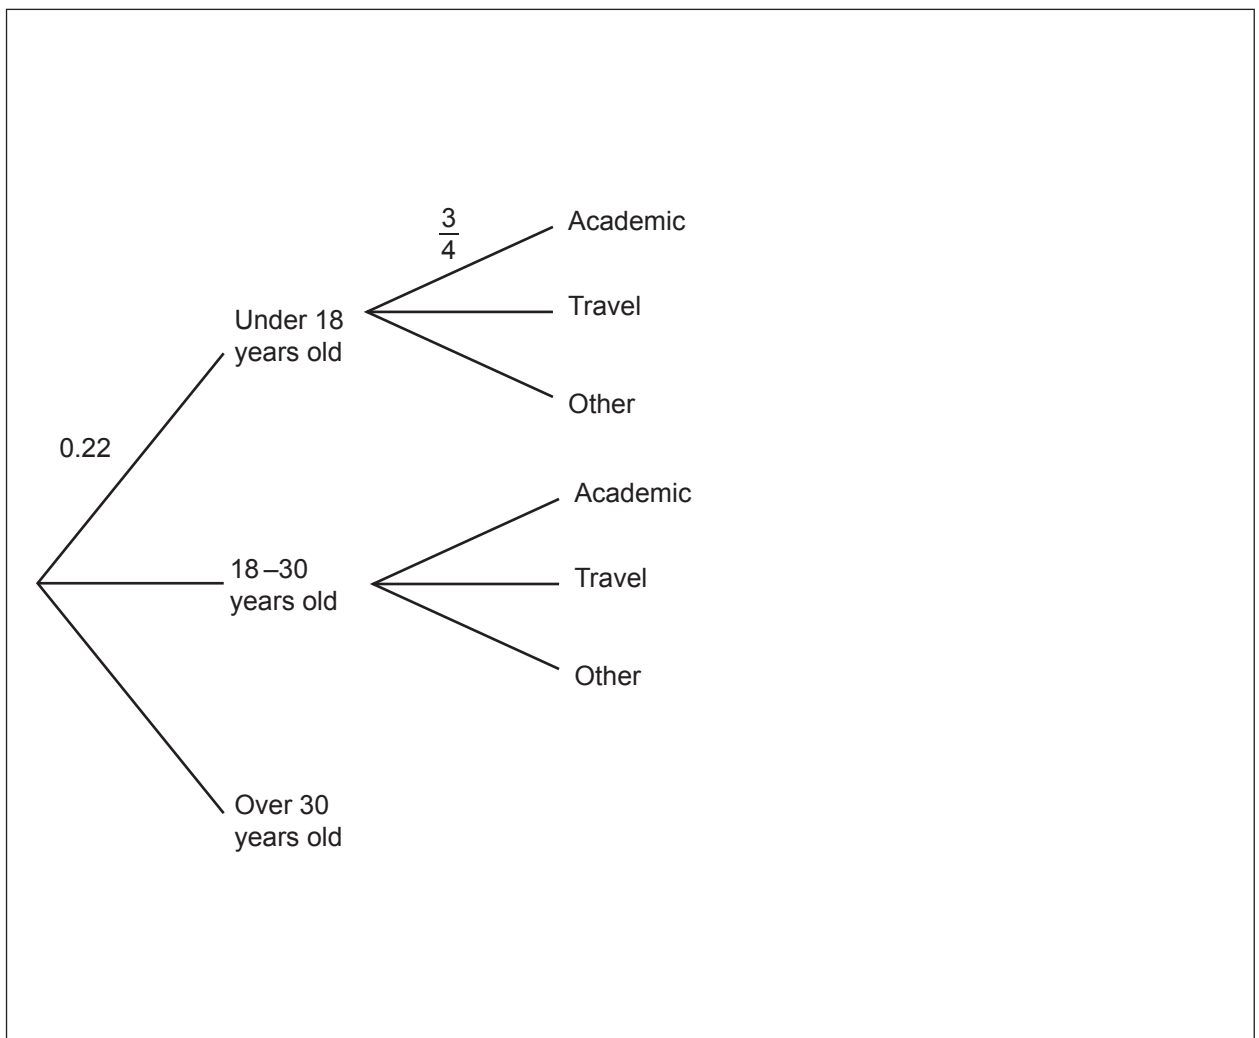 3
4
Academic
Travel
Other
Under 18
years old
0.22
Academic
Travel
Other
18–30
years old
Over 30
years old